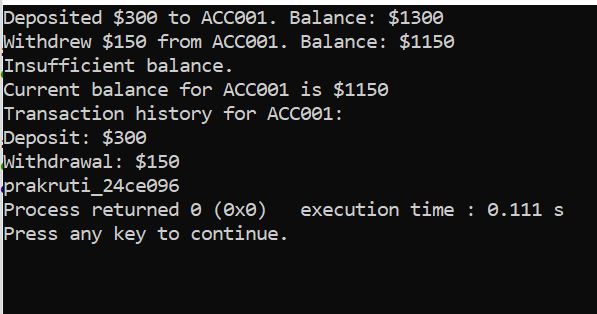 Deposited $300 to ACC001. Balance: $1300
Withdrew $150 from ACC001. Balance: $1150
Insufficient balance.
Current balance for ACC001 is $1150
Transaction history for ACC001:
Deposit: $300
Withdrawal: $150
prakruti_24ce096
Process returned 0 (0x0)   execution time : 0.111 s
Press any key to continue.